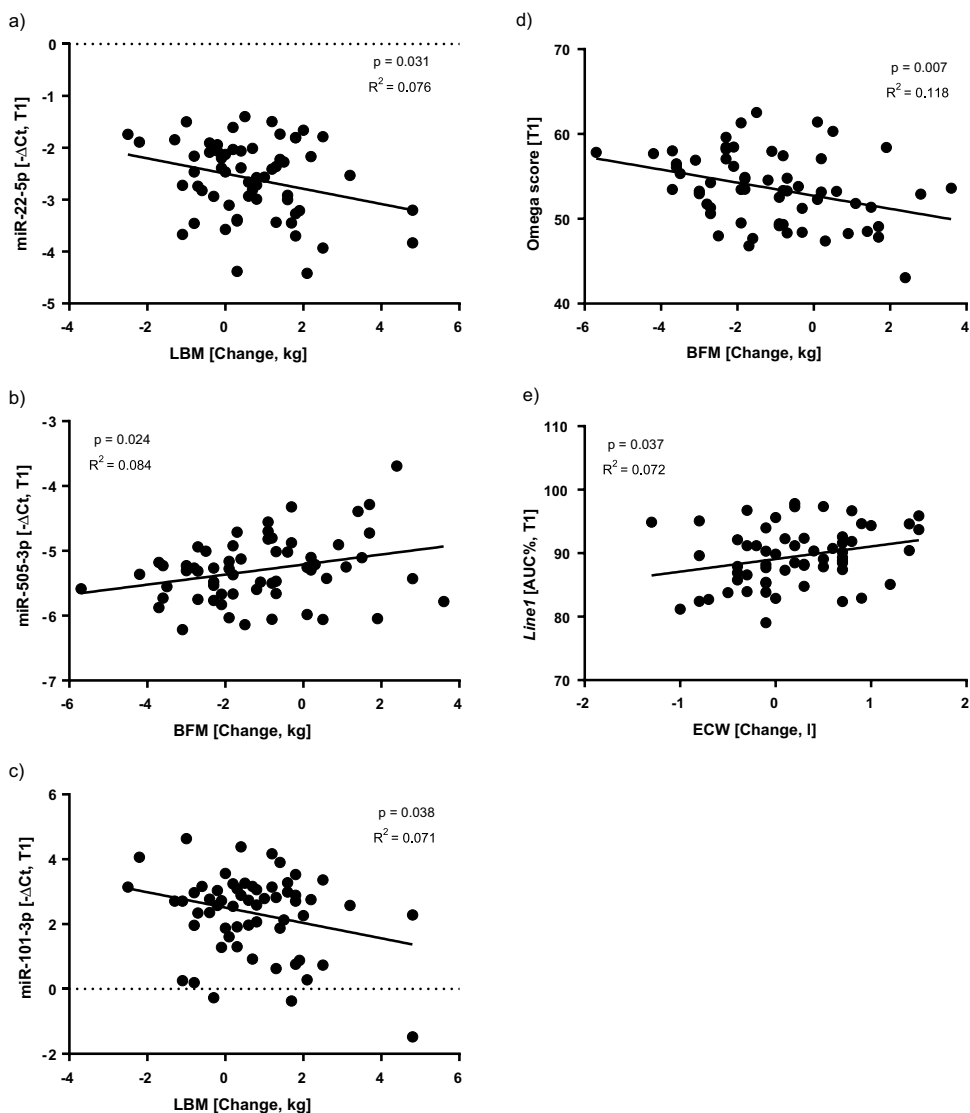 a)
0
-1
-2
-3
-4
-5
miR-22-5p [-ΔCt, T1]
p = 0.031
R² = 0.076
-4
-2
0
2
4
6
LBM [Change, kg]
b)
-3
-4
-5
-6
-7
miR-505-3p [-ΔCt, T1]
p = 0.024
R² = 0.084
-6
-4
-2
0
2
4
BFM [Change, kg]
c)
6
4
2
0
-2
miR-101-3p [-ΔCt, T1]
p = 0.038
R² = 0.071
-4
-2
0
2
4
6
LBM [Change, kg]
d)
70
60
50
40
Omega score [T1]
p = 0.007
R² = 0.118
-6
-4
-2
0
2
4
BFM [Change, kg]
e)
110
100
90
80
70
Line1 [AUC%, T1]
p = 0.037
R² = 0.072
-2
-1
0
1
2
ECW [Change, l]